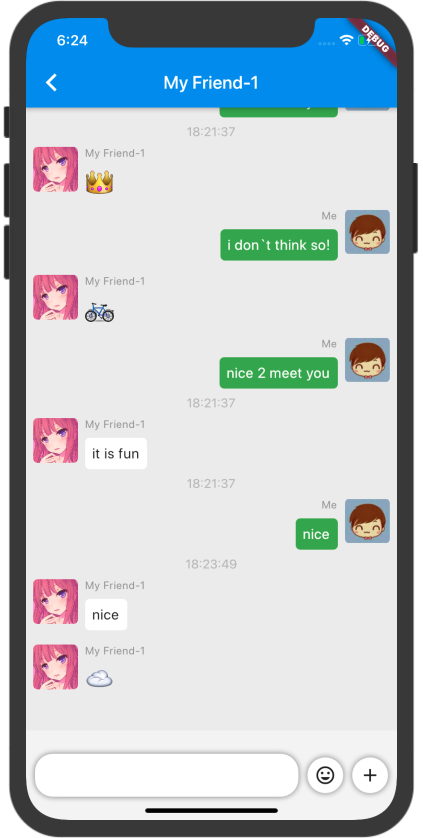 6:24
DEBUG
My Friend-1
18:21:37
My Friend-1
Me
i don`t think so!
My Friend-1
Me
nice 2 meet you
18:21:37
My Friend-1
it is fun
18:21:37
Me
nice
18:23:49
My Friend-1
nice
My Friend-1